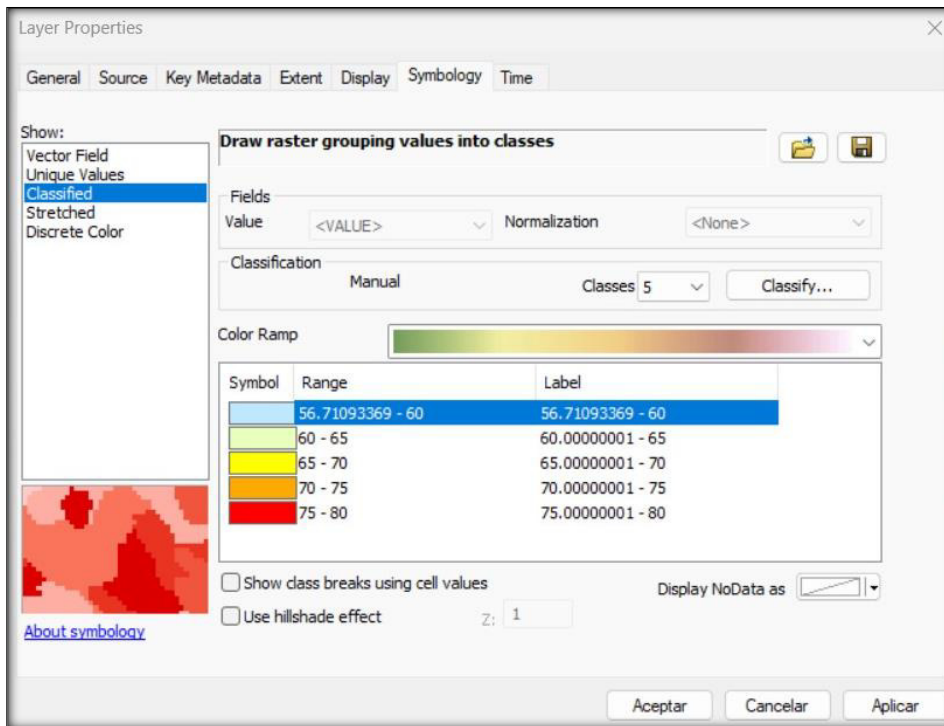 Layer Properties
General Source Key Metadata Extent Display Symbology Time
Show:
Vector Field
Unique Values
Classified
Stretched
Discrete Color
About symbology
Draw raster grouping values into classes
Fields
Value <VALUE> Normalization <None>
Classification
Manual Classes 5 Classify...
Color Ramp
Symbol Range Label
56.71093369 - 60 56.71093369 - 60
60 - 65 60.00000001 - 65
65 - 70 65.00000001 - 70
70 - 75 70.00000001 - 75
75 - 80 75.00000001 - 80
Show class breaks using cell values Display NoData as
Use hillshade effect Z: 1
Aceptar Cancelar Aplicar